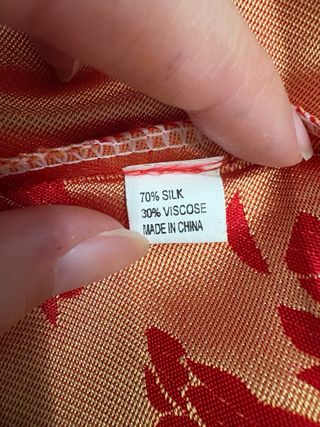 70% SILK
30% VISCOSE
MADE IN CHINA